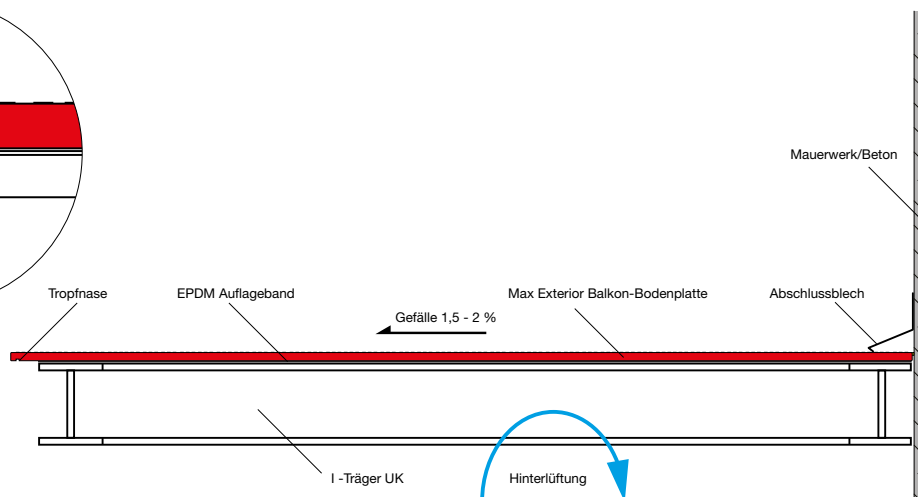 Mauerwerk/Beton
Tropfnase
EPDM Auflageband
Max Exterior Balkon-Bodenplatte
Abschlussblech
Gefälle 1,5 - 2 %
I -Träger UK
Hinterlüftung